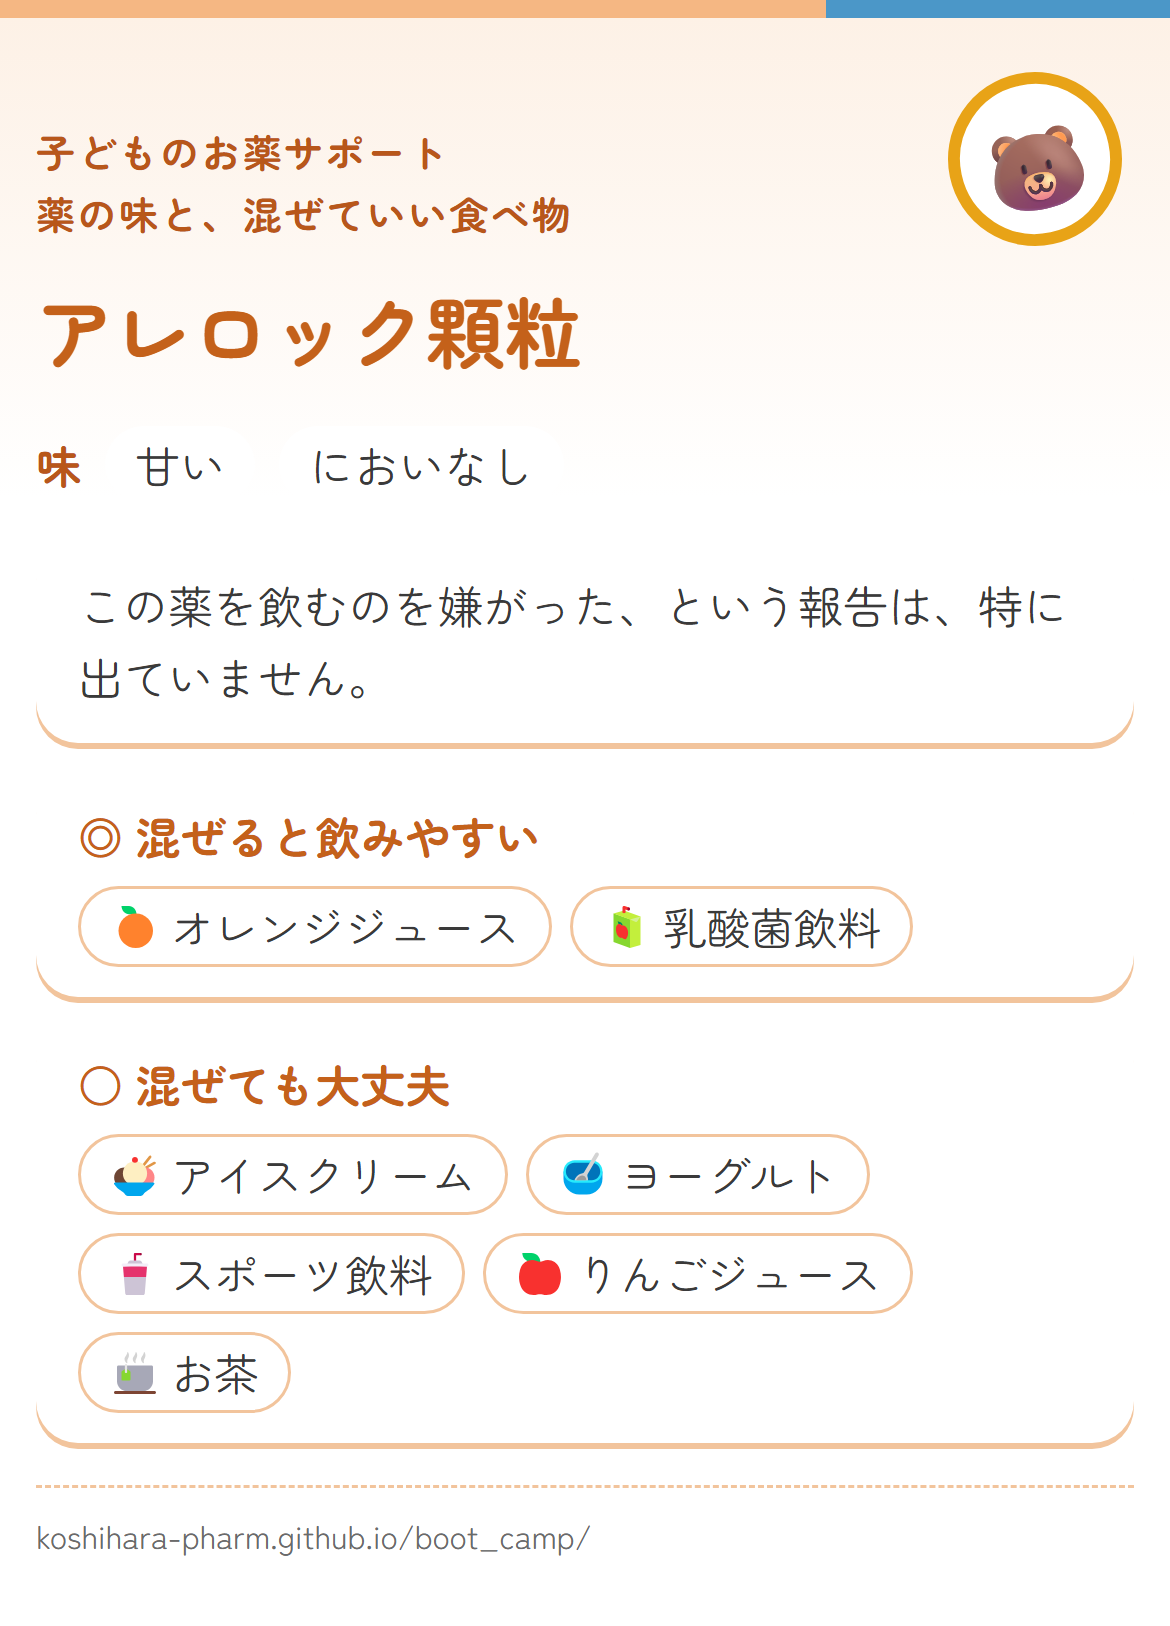 子どものお薬サポート
薬の味と、混ぜていい食べ物
アレロック顆粒
味 甘い においなし
この薬を飲むのを嫌がった、という報告は、特に
出ていません。
◎ 混ぜると飲みやすい
オレンジジュース 乳酸菌飲料
○ 混ぜても大丈夫
アイスクリーム ヨーグルト
スポーツ飲料 りんごジュース
お茶
koshihara-pharm.github.io/boot_camp/